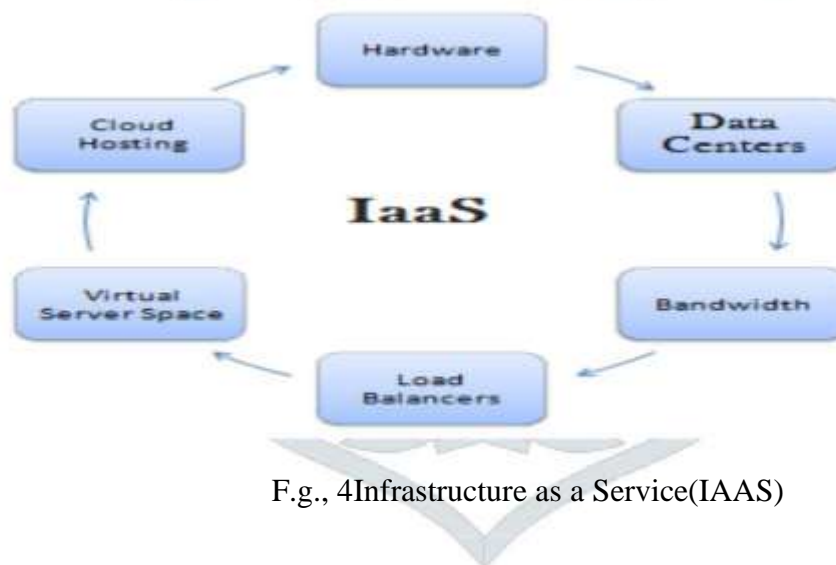 Hardware
Data
Centers
Bandwidth
Load
Balancers
Virtual
Server Space
Cloud
Hosting
IaaS
F.g., 4Infrastructure as a Service(IAAS)